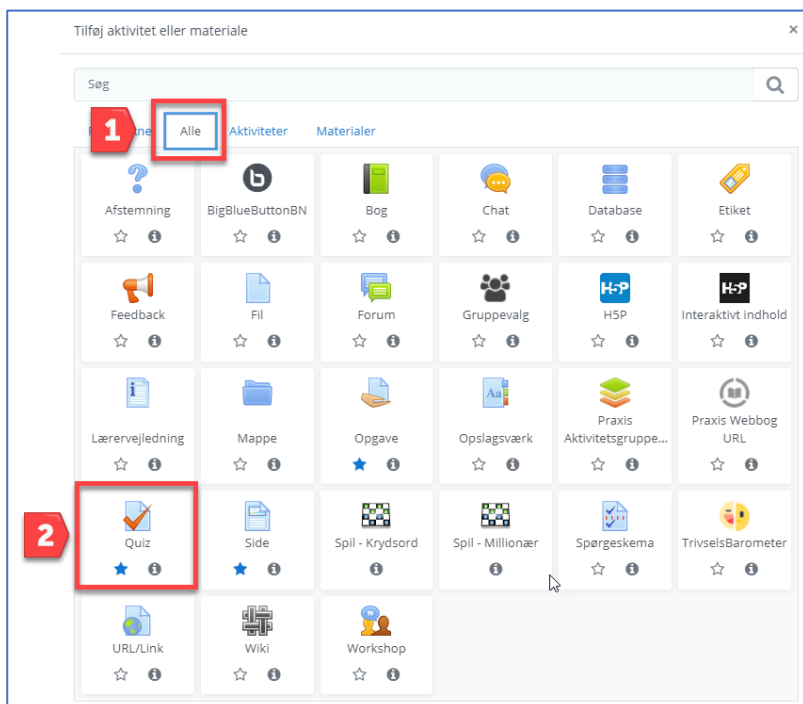 Tilføj aktivitet eller materiale ×
Søg
1 Alle Aktiviteter Materialer
Afstemning BigBlueButtonBN Bog Chat Database Etiket
Feedback Fil Forum Gruppevalg H5P Interaktivt indhold
Lærervejledning Mappe Opgave Opslagsværk Praxis Aktivitetsgruppe... Praxis Webbog URL
2 Quiz Side Spil - Krydsord Spil - Millionær Spørgeskema TrivselsBarometer
URL/Link Wiki Workshop